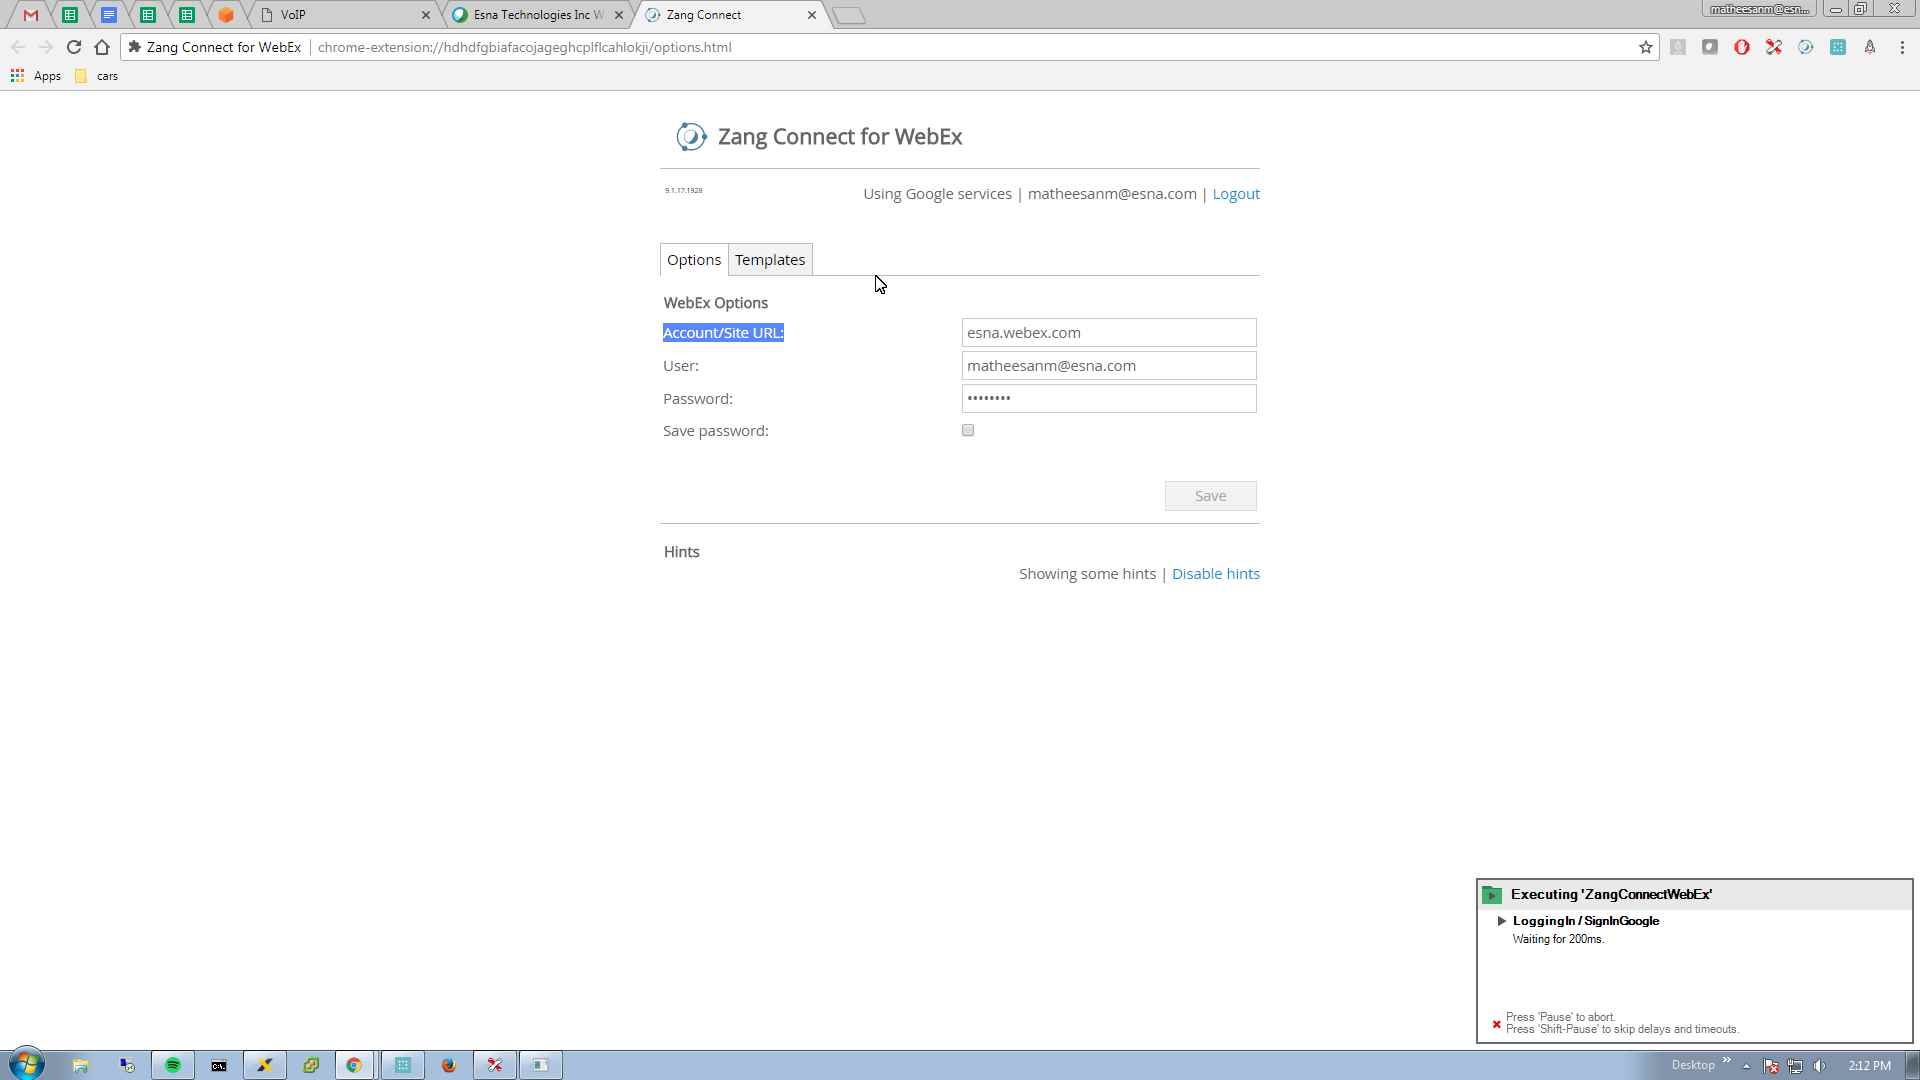 VoIP
Esna Technologies Inc W
Zang Connect
matheesanm@esn...
Zang Connect for WebEx
chrome-extension://hdhdfgbiafacojageghcplflcahlokji/options.html
Apps
cars
Zang Connect for WebEx
9.1.17.1928
Using Google services | matheesanm@esna.com | Logout
Options
Templates
WebEx Options
Account/Site URL:
esna.webex.com
User:
matheesanm@esna.com
Password:
••••••••
Save password:
Save
Hints
Showing some hints | Disable hints
Executing 'ZangConnectWebEx'
LoggingIn / SignInGoogle
Waiting for 200ms.
Press 'Pause' to abort.
Press 'Shift-Pause' to skip delays and timeouts.
Desktop
2:12 PM